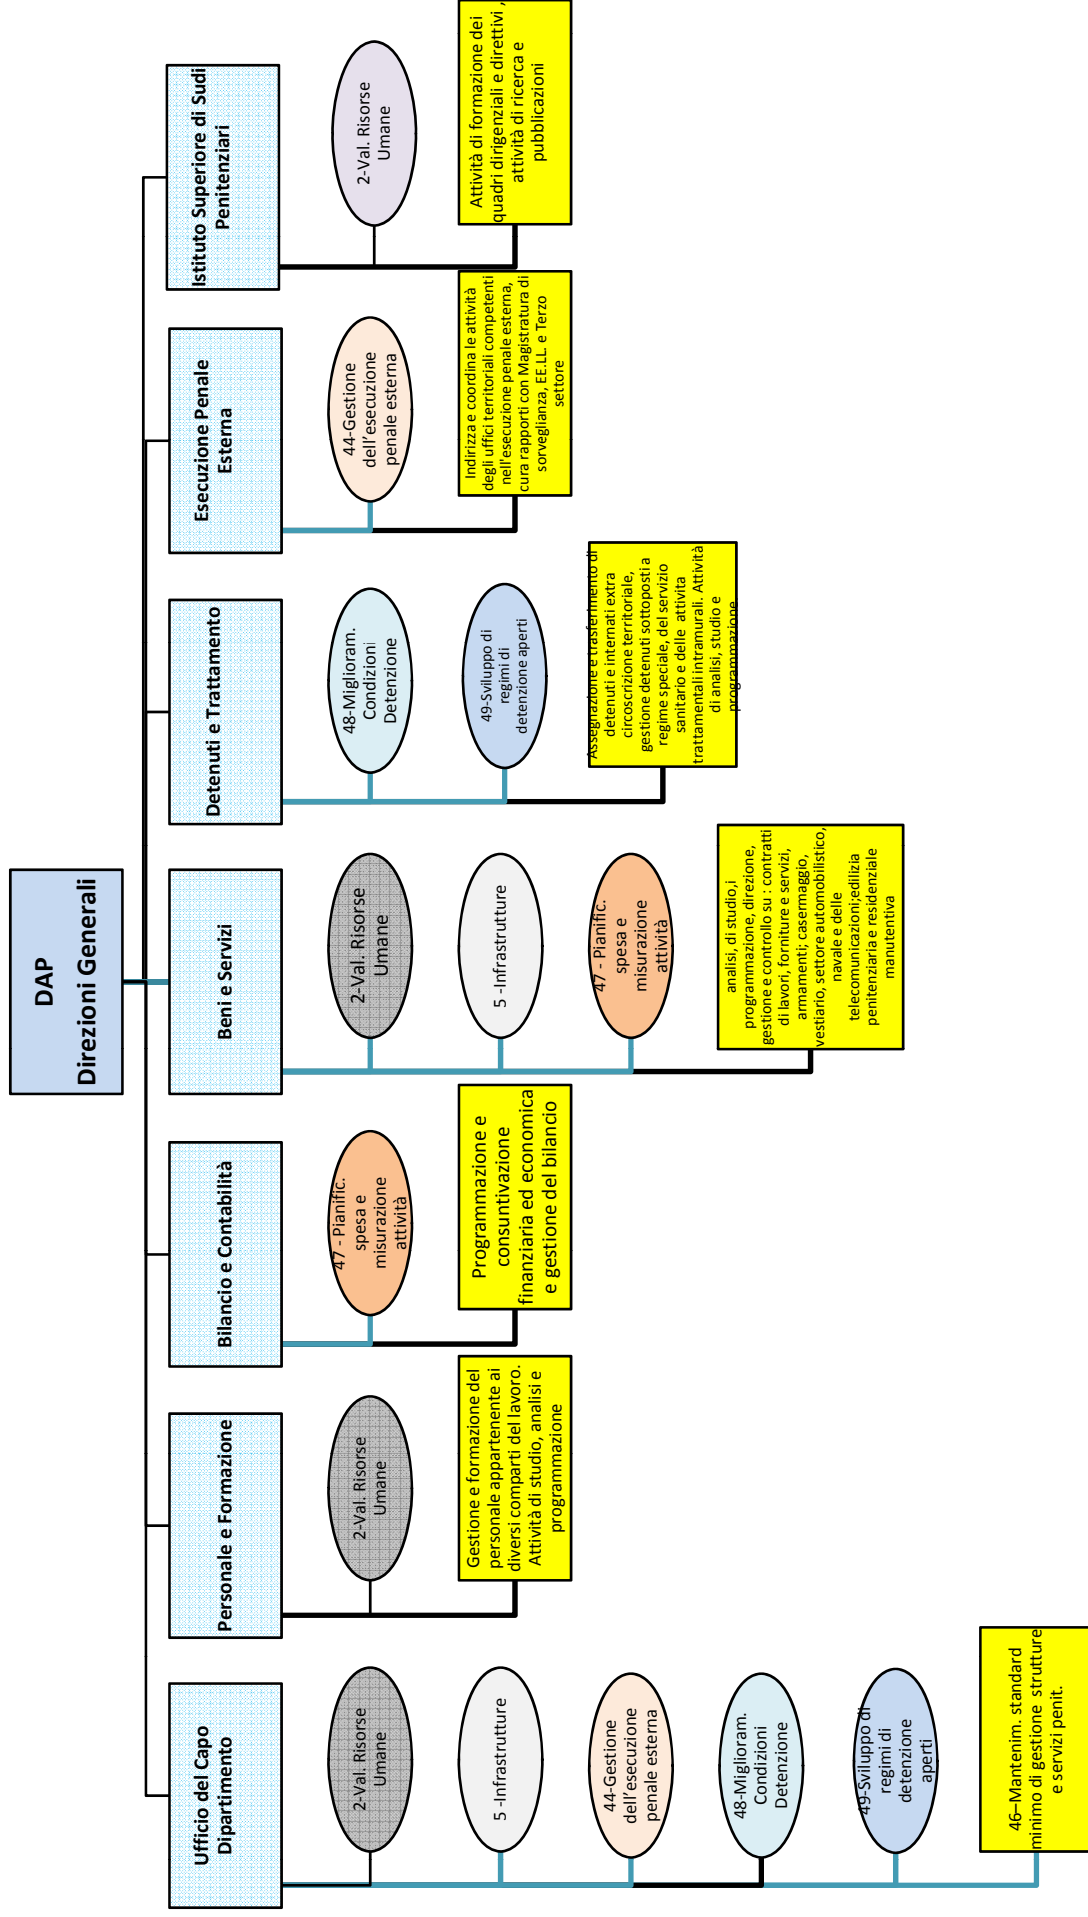 DAP
Direzioni Generali
Ufficio del Capo
Dipartimento
2-Val. Risorse
Umane
5 -Infrastrutture
44-Gestione
dell'esecuzione
penale esterna
48-Miglioram.
Condizioni
Detenzione
49-Sviluppo di
regimi di
detenzione
aperti
46–Mantenim. standard
minimo di gestione strutture
e servizi penit.
Personale e Formazione
2-Val. Risorse
Umane
Gestione e formazione del
personale appartenente ai
diversi comparti del lavoro.
Attività di studio, analisi e
programmazione
Bilancio e Contabilità
47 - Pianific.
spesa e
misurazione
attività
Programmazione e
consuntivazione
finanziaria ed economica
e gestione del bilancio
Beni e Servizi
2-Val. Risorse
Umane
5 -Infrastrutture
47 - Pianific.
spesa e
misurazione
attività
analisi, di studio,i
programmazione, direzione,
gestione e controllo su : contratti
di lavori, forniture e servizi,
armamenti; casermaggio,
vestiario, settore automobilistico,
navale e delle
telecomunicazioni;edilizia
penitenziaria e residenziale
manutentiva
Detenuti e Trattamento
48-Miglioram.
Condizioni
Detenzione
49-Sviluppo di
regimi di
detenzione aperti
Assegnazione e trasferimento di
detenuti e internati extra
circoscrizione territoriale,
gestione detenuti sottoposti a
regime speciale, del servizio
sanitario e delle attivita
trattamentali intramurali. Attività
di analisi, studio e
programmazione
Esecuzione Penale
Esterna
44-Gestione
dell'esecuzione
penale esterna
Indirizza e coordina le attività
degli uffici territoriali competenti
nell'esecuzione penale esterna,
cura rapporti con Magistratura di
sorveglianza, EE.LL. e Terzo
settore
Istituto Superiore di Sudi
Penitenziari
2-Val. Risorse
Umane
Attività di formazione dei
quadri dirigenziali e direttivi ,
attività di ricerca e
pubblicazioni